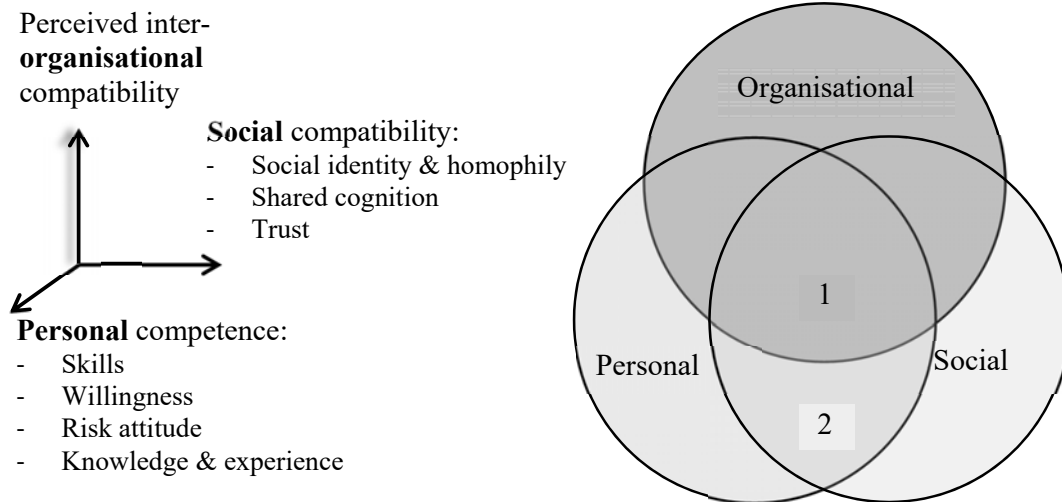 Perceived inter-
organisational
compatibility
Social compatibility:
- Social identity & homophily
- Shared cognition
- Trust
Personal competence:
- Skills
- Willingness
- Risk attitude
- Knowledge & experience
Organisational
1
Personal
Social
2